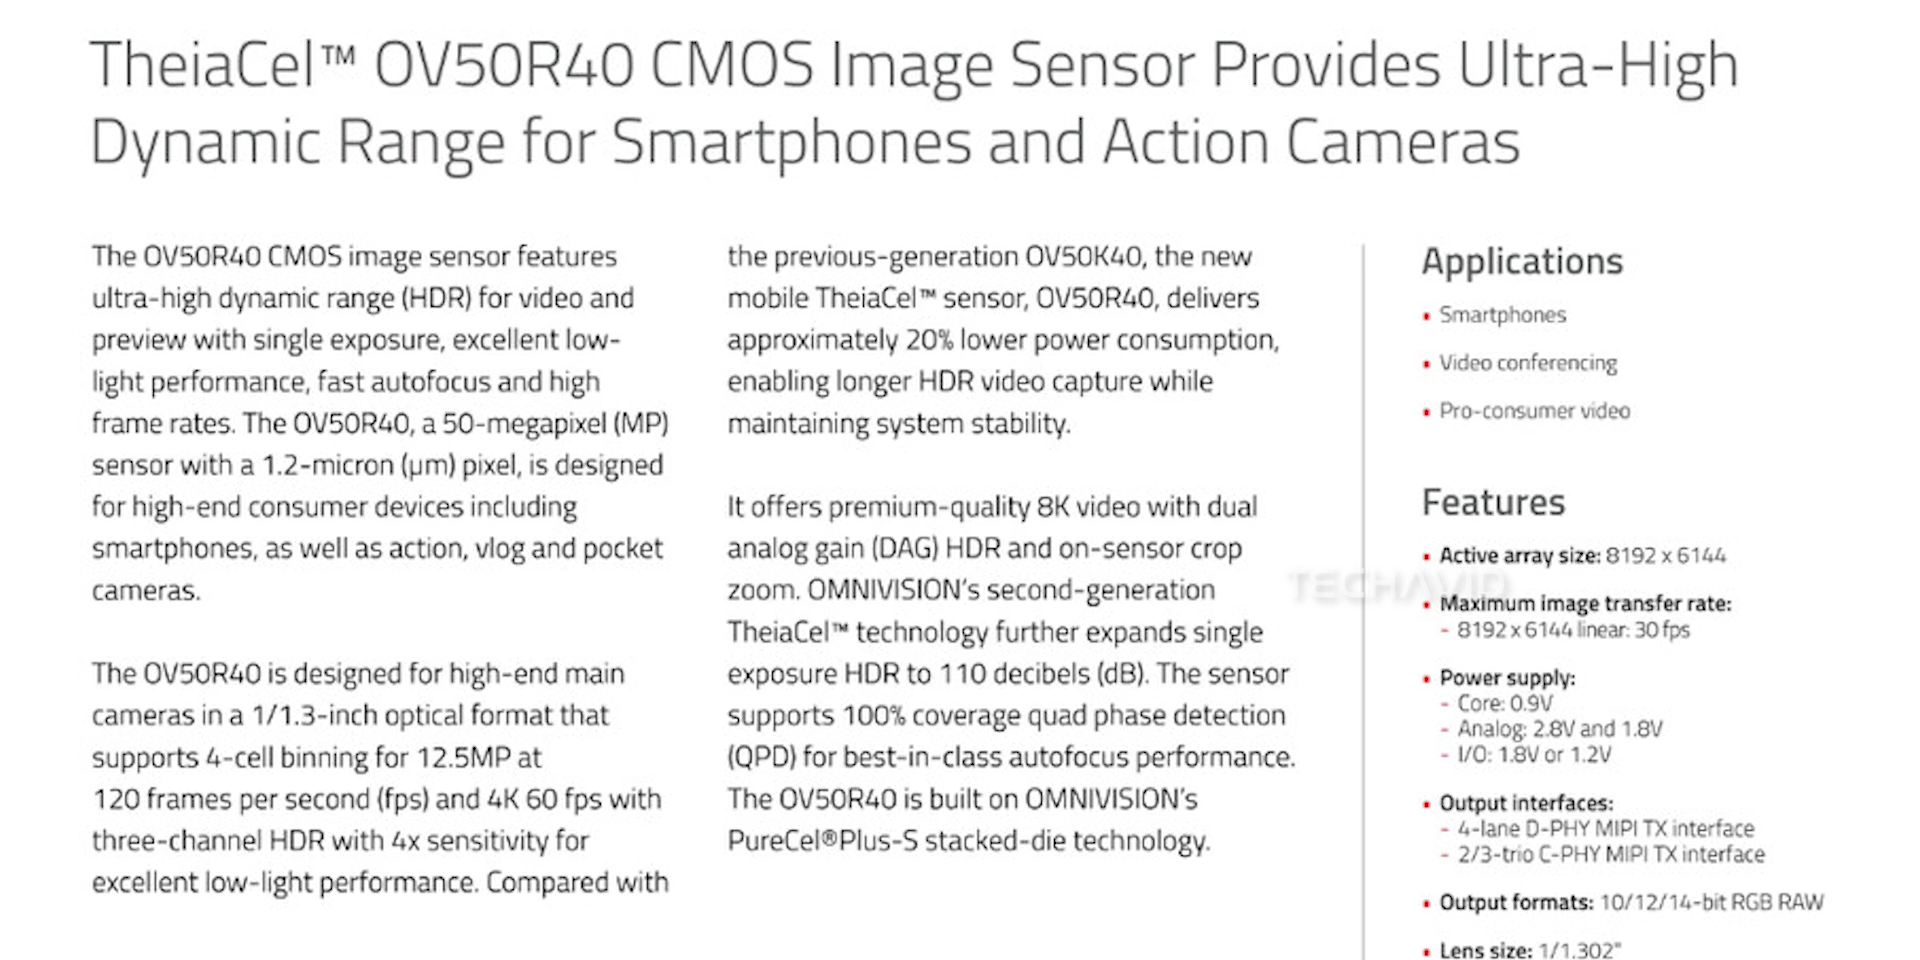 TheiaCel™ OV50R40 CMOS Image Sensor Provides Ultra-High
Dynamic Range for Smartphones and Action Cameras
The OV50R40 CMOS image sensor features
ultra-high dynamic range (HDR) for video and
preview with single exposure, excellent low-
light performance, fast autofocus and high
frame rates. The OV50R40, a 50-megapixel (MP)
sensor with a 1.2-micron (µm) pixel, is designed
for high-end consumer devices including
smartphones, as well as action, vlog and pocket
cameras.
The OV50R40 is designed for high-end main
cameras in a 1/1.3-inch optical format that
supports 4-cell binning for 12.5MP at
120 frames per second (fps) and 4K 60 fps with
three-channel HDR with 4x sensitivity for
excellent low-light performance. Compared with
the previous-generation OV50K40, the new
mobile TheiaCel™ sensor, OV50R40, delivers
approximately 20% lower power consumption,
enabling longer HDR video capture while
maintaining system stability.
It offers premium-quality 8K video with dual
analog gain (DAG) HDR and on-sensor crop
zoom. OMNIVISION's second-generation
TheiaCel™ technology further expands single
exposure HDR to 110 decibels (dB). The sensor
supports 100% coverage quad phase detection
(QPD) for best-in-class autofocus performance.
The OV50R40 is built on OMNIVISION's
PureCel®Plus-S stacked-die technology.
Applications
• Smartphones
• Video conferencing
• Pro-consumer video
Features
• Active array size: 8192 x 6144
TECHAVID
• Maximum image transfer rate:
- 8192 x 6144 linear: 30 fps
• Power supply:
- Core: 0.9V
- Analog: 2.8V and 1.8V
- I/O: 1.8V or 1.2V
• Output interfaces:
- 4-lane D-PHY MIPI TX interface
- 2/3-trio C-PHY MIPI TX interface
• Output formats: 10/12/14-bit RGB RAW
• Lens size: 1/1.302"